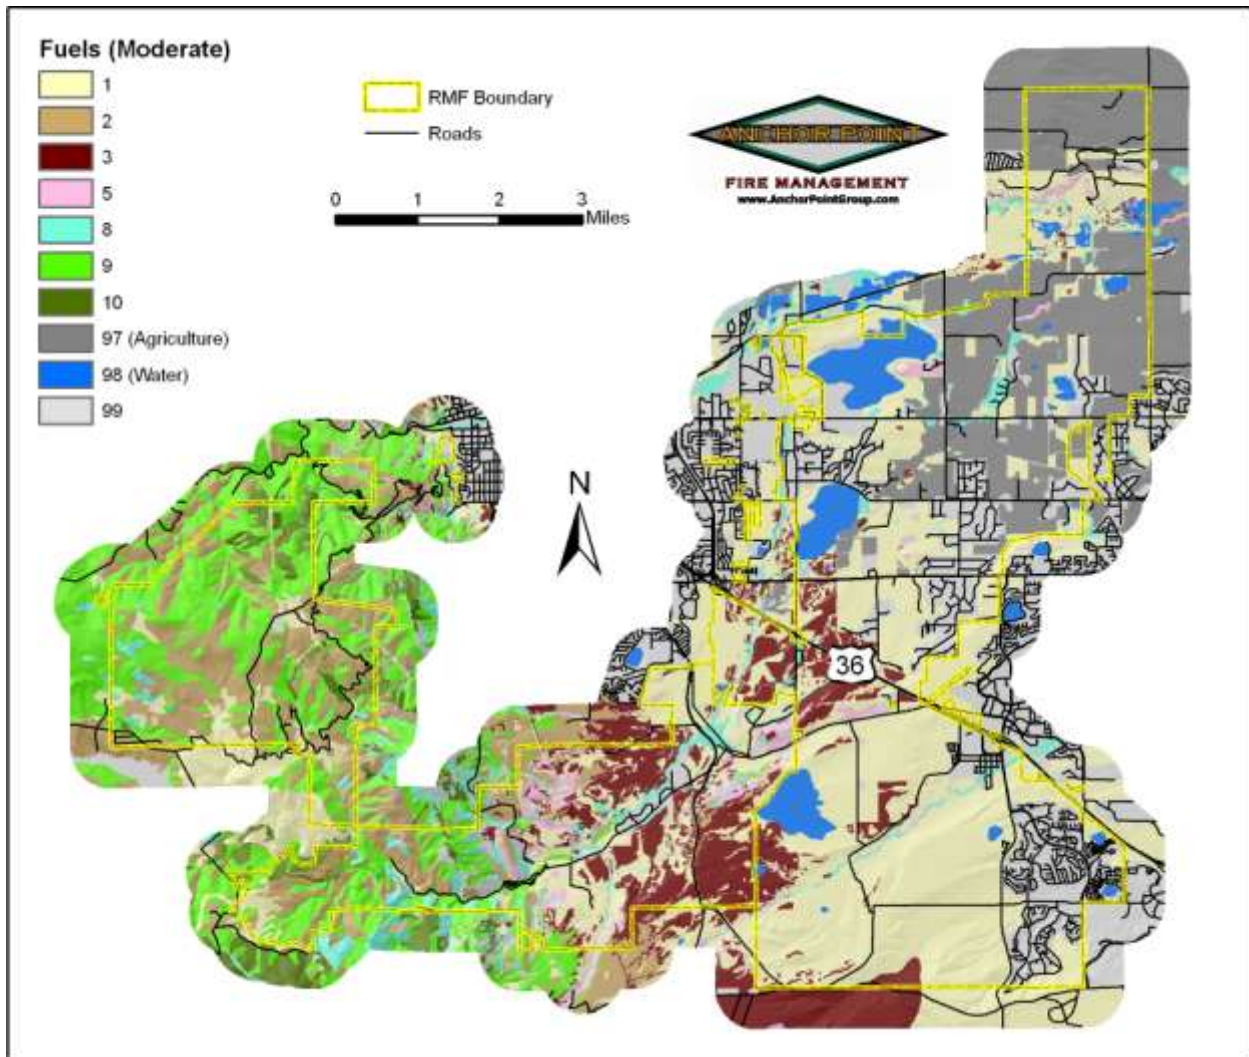 Fuels (Moderate)
1
2
3
5
8
9
10
97 (Agriculture)
98 (Water)
99
RMF Boundary
Roads
0 1 2 3
Miles
ANCHOR POINT
FIRE MANAGEMENT
www.AnchorPointGroup.com
N
36